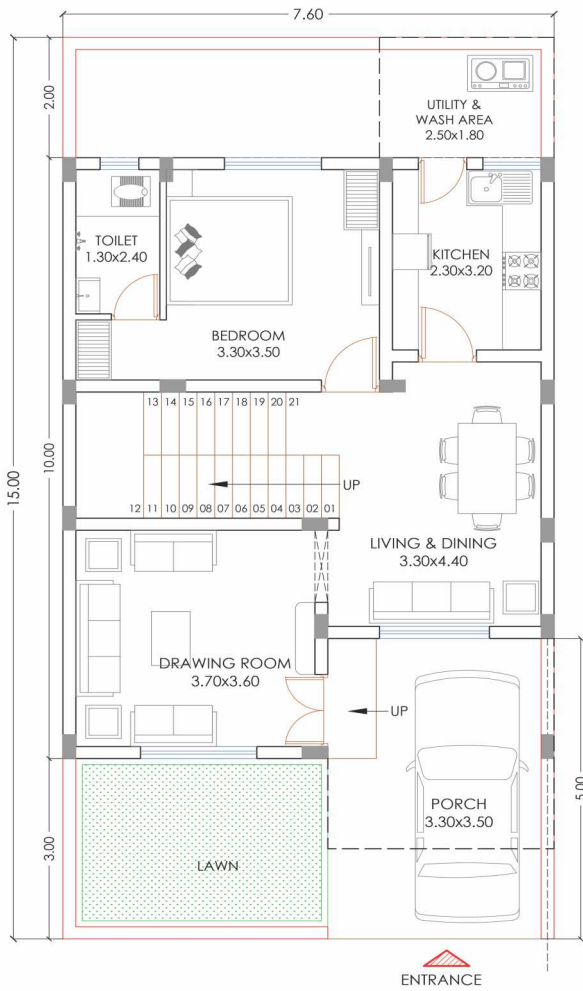 7.60
2.00
UTILITY &
WASH AREA
2.50x1.80
TOILET
1.30x2.40
KITCHEN
2.30x3.20
BEDROOM
3.30x3.50
13 14 15 16 17 18 19 20 21
10.00
15.00
UP
12 11 10 09 08 07 06 05 04 03 02 01
LIVING & DINING
3.30x4.40
DRAWING ROOM
3.70x3.60
UP
5.00
PORCH
3.30x3.50
3.00
LAWN
ENTRANCE